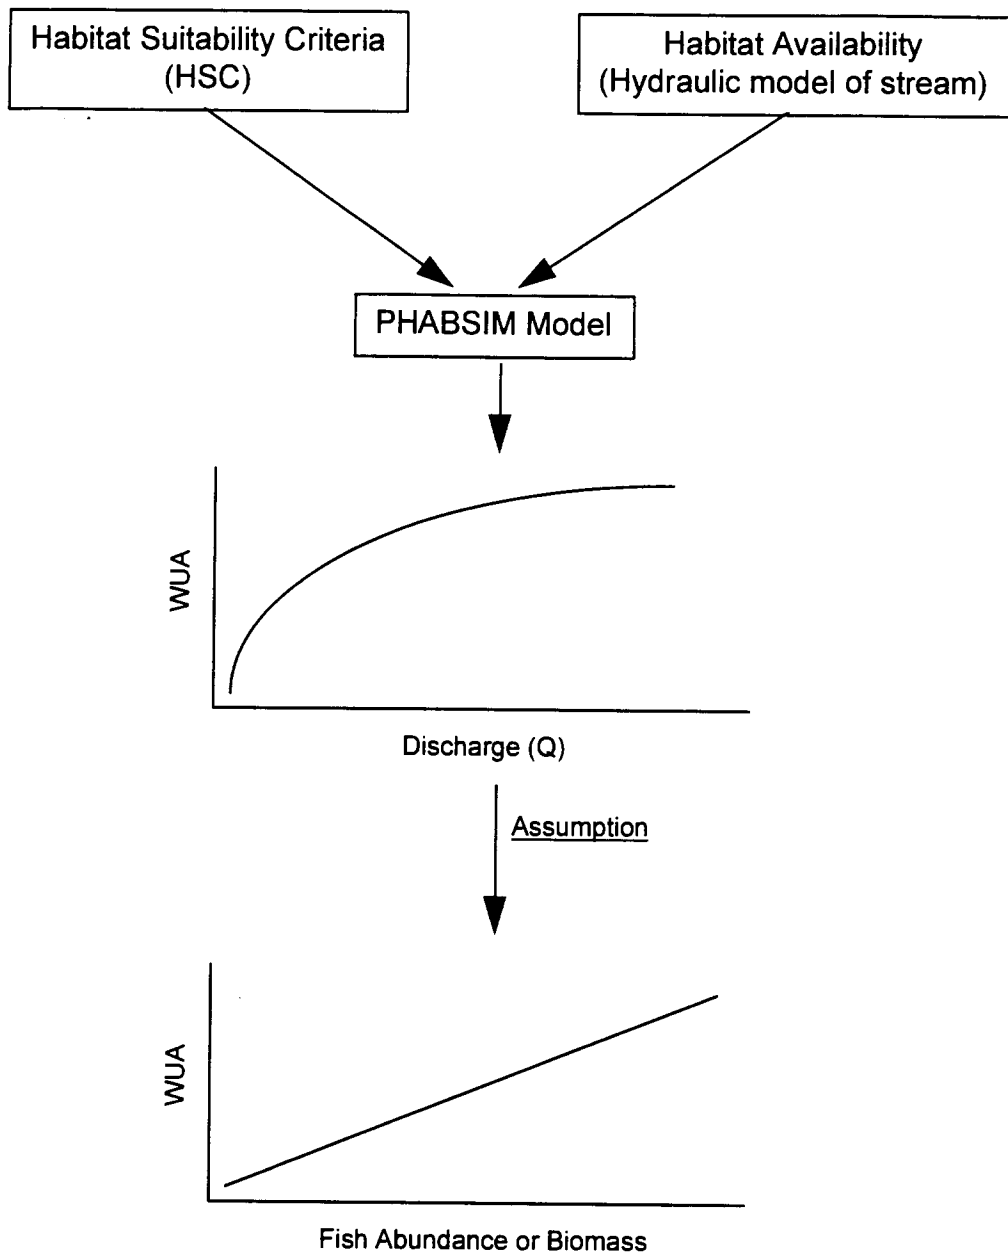 Habitat Suitability Criteria
(HSC)
Habitat Availability
(Hydraulic model of stream)
PHABSIM Model
WUA
Discharge (Q)
Assumption
WUA
Fish Abundance or Biomass